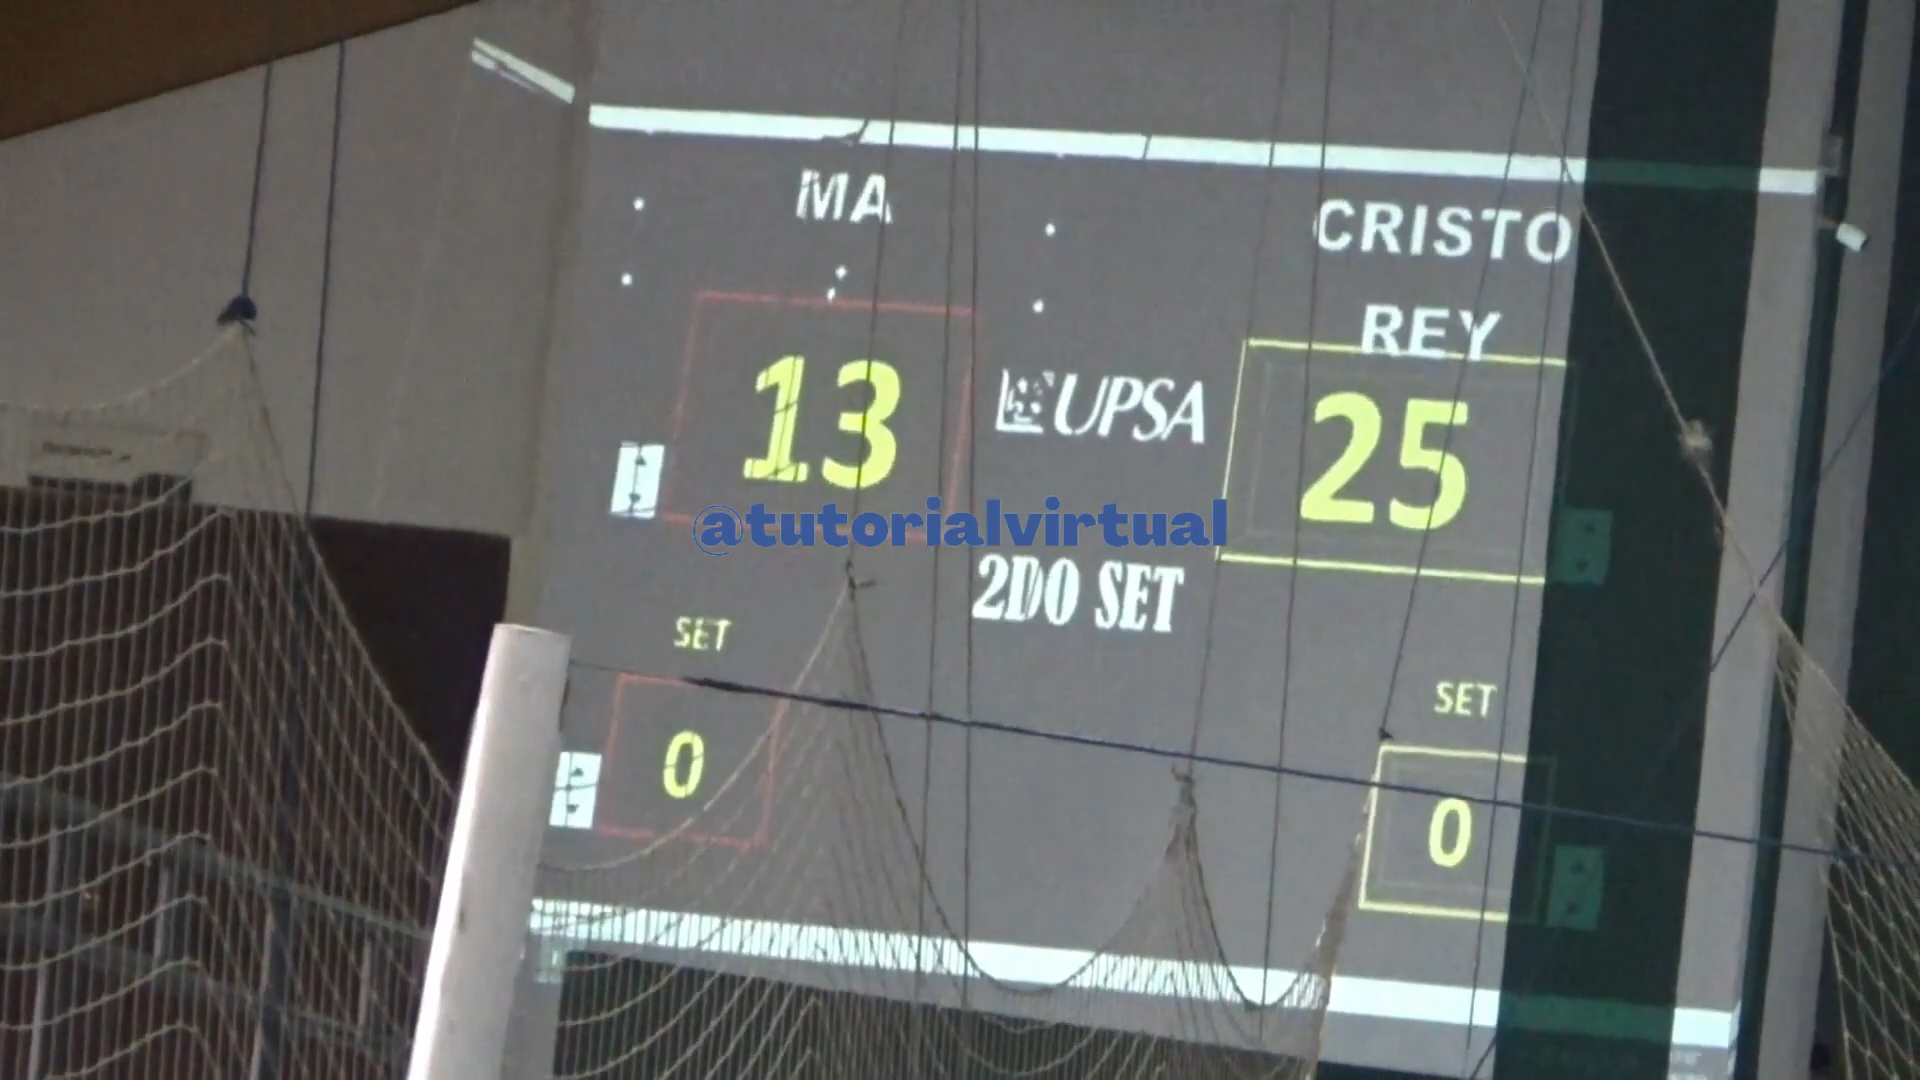 MA
CRISTO
REY
13
UPSA
25
@tutorialvirtual
2DO SET
SET
SET
0
0